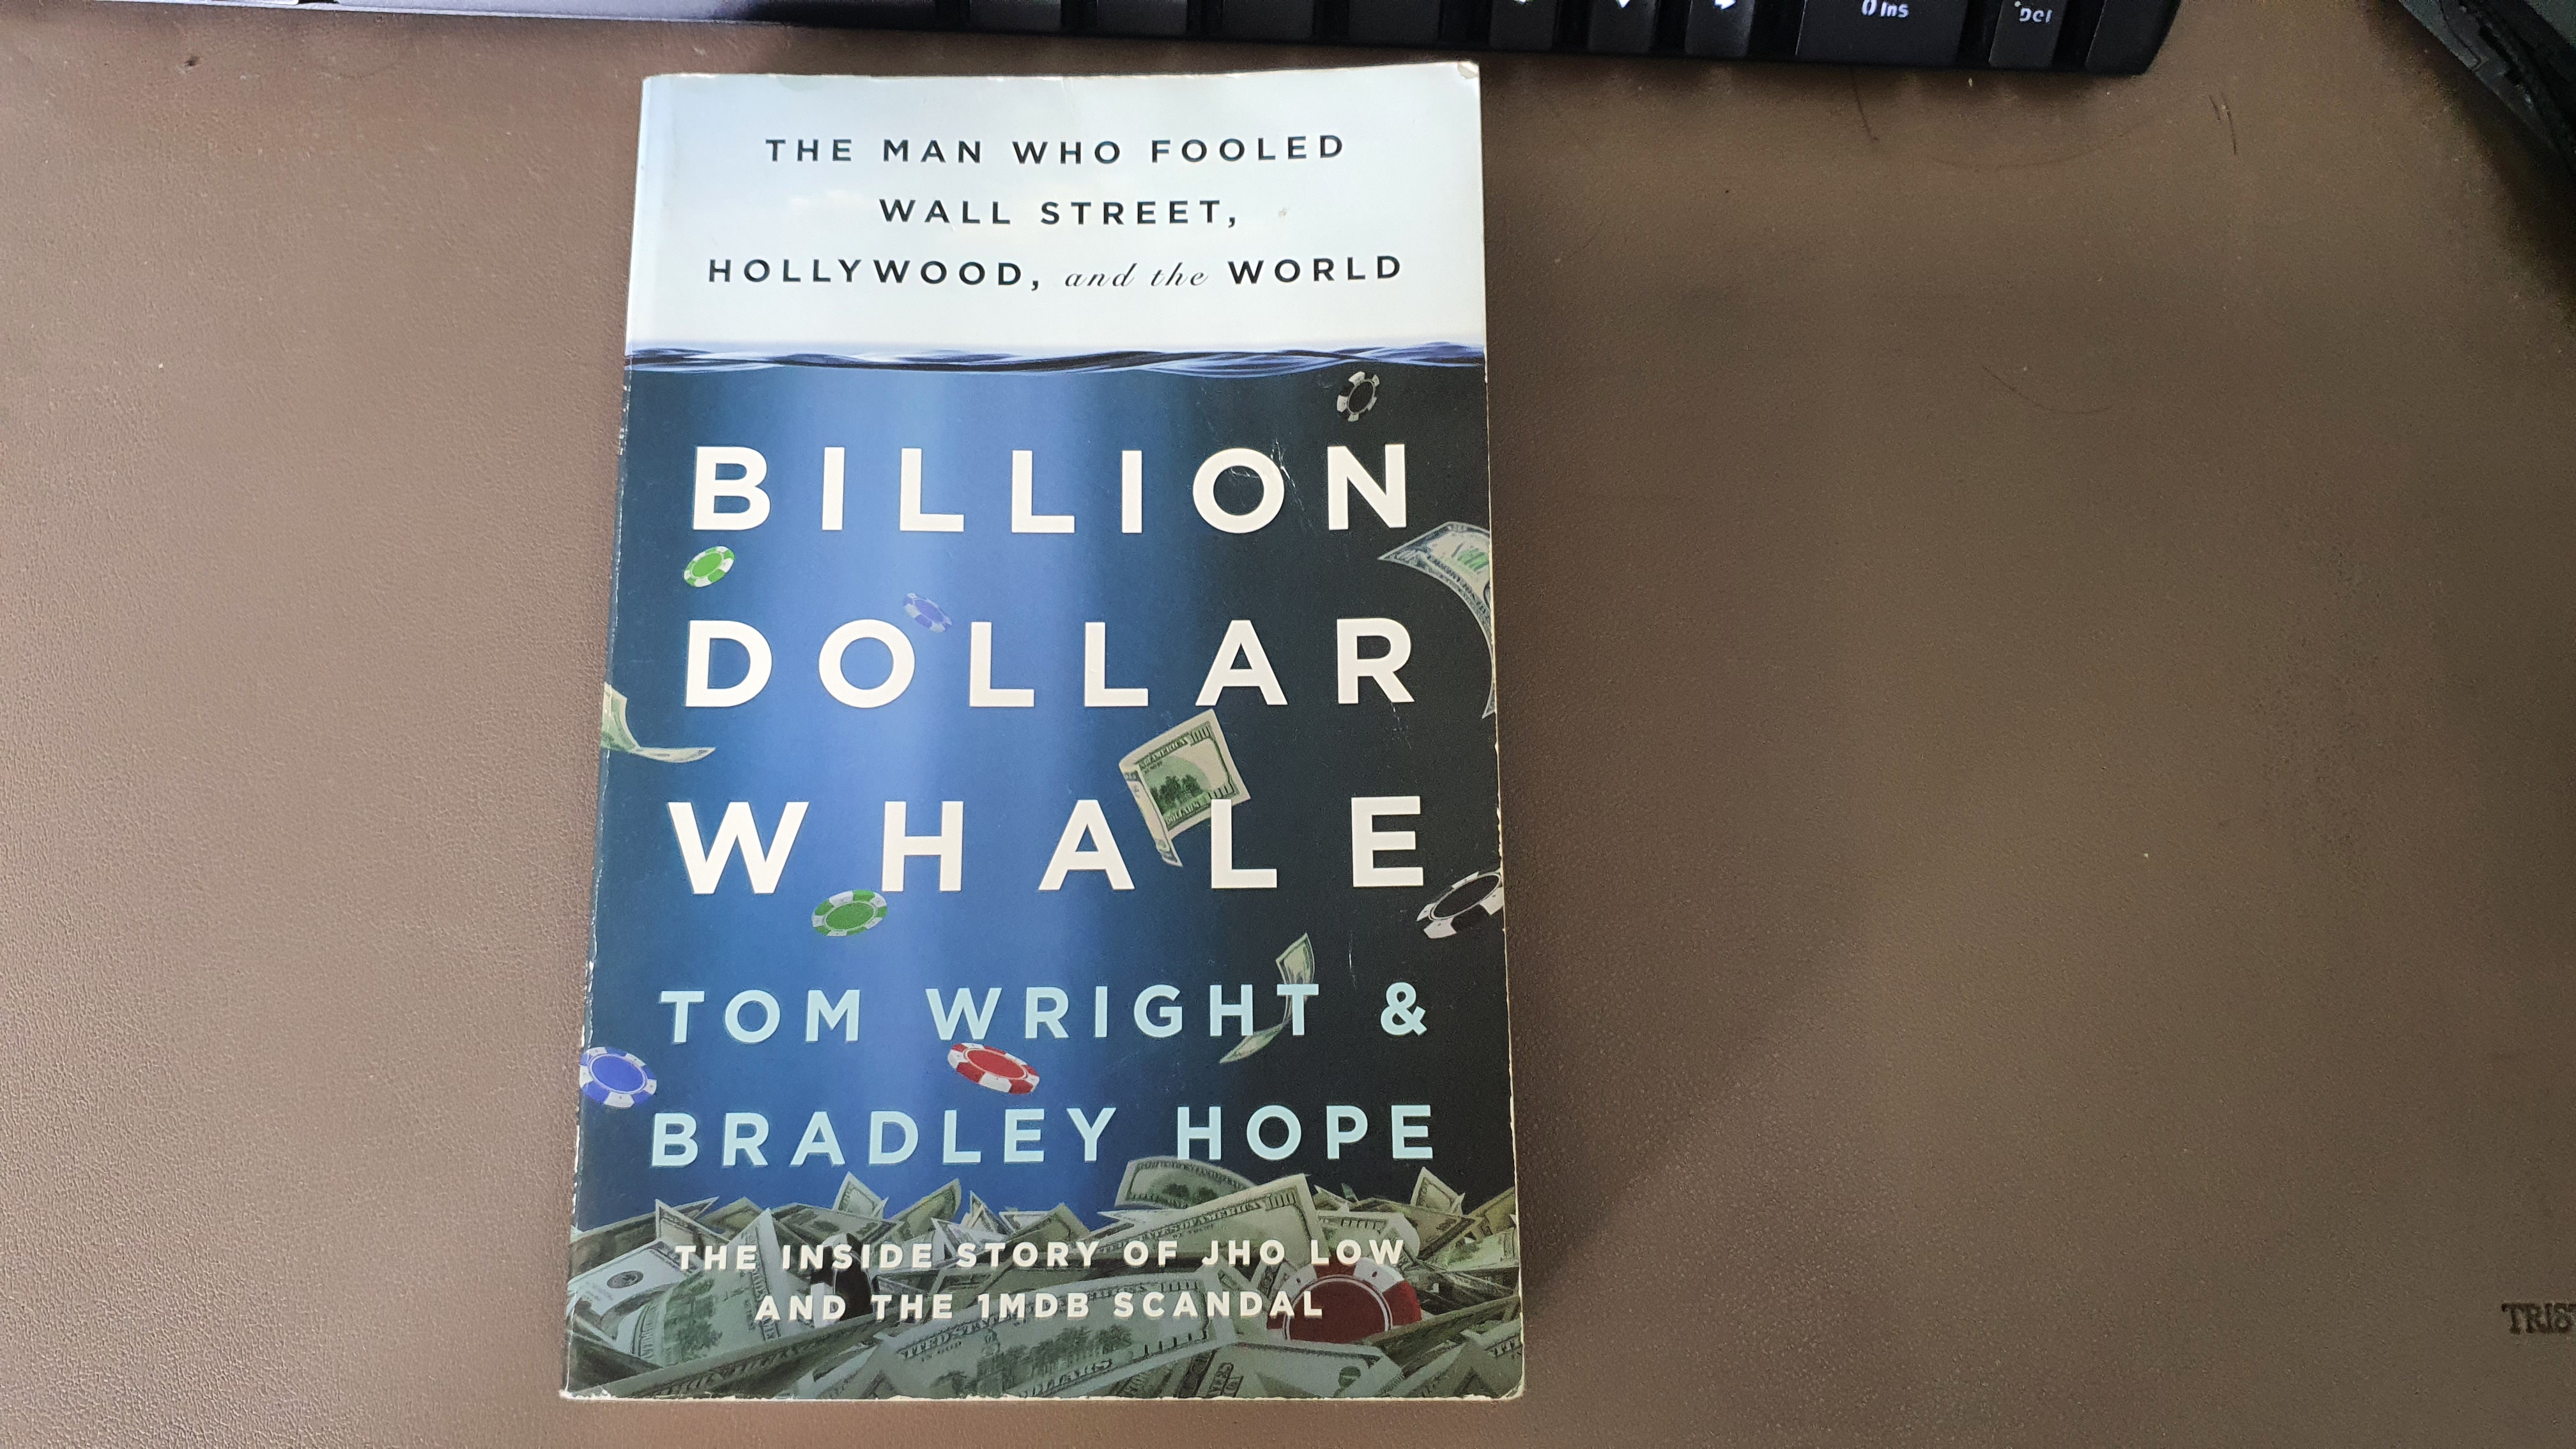 0 Ins
Del
THE MAN WHO FOOLED
WALL STREET,
HOLLYWOOD, and the WORLD
BILLION
DOLLAR
WHALE
TOM WRIGHT &
BRADLEY HOPE
THE INSIDE STORY OF JHO LOW
AND THE 1MDB SCANDAL